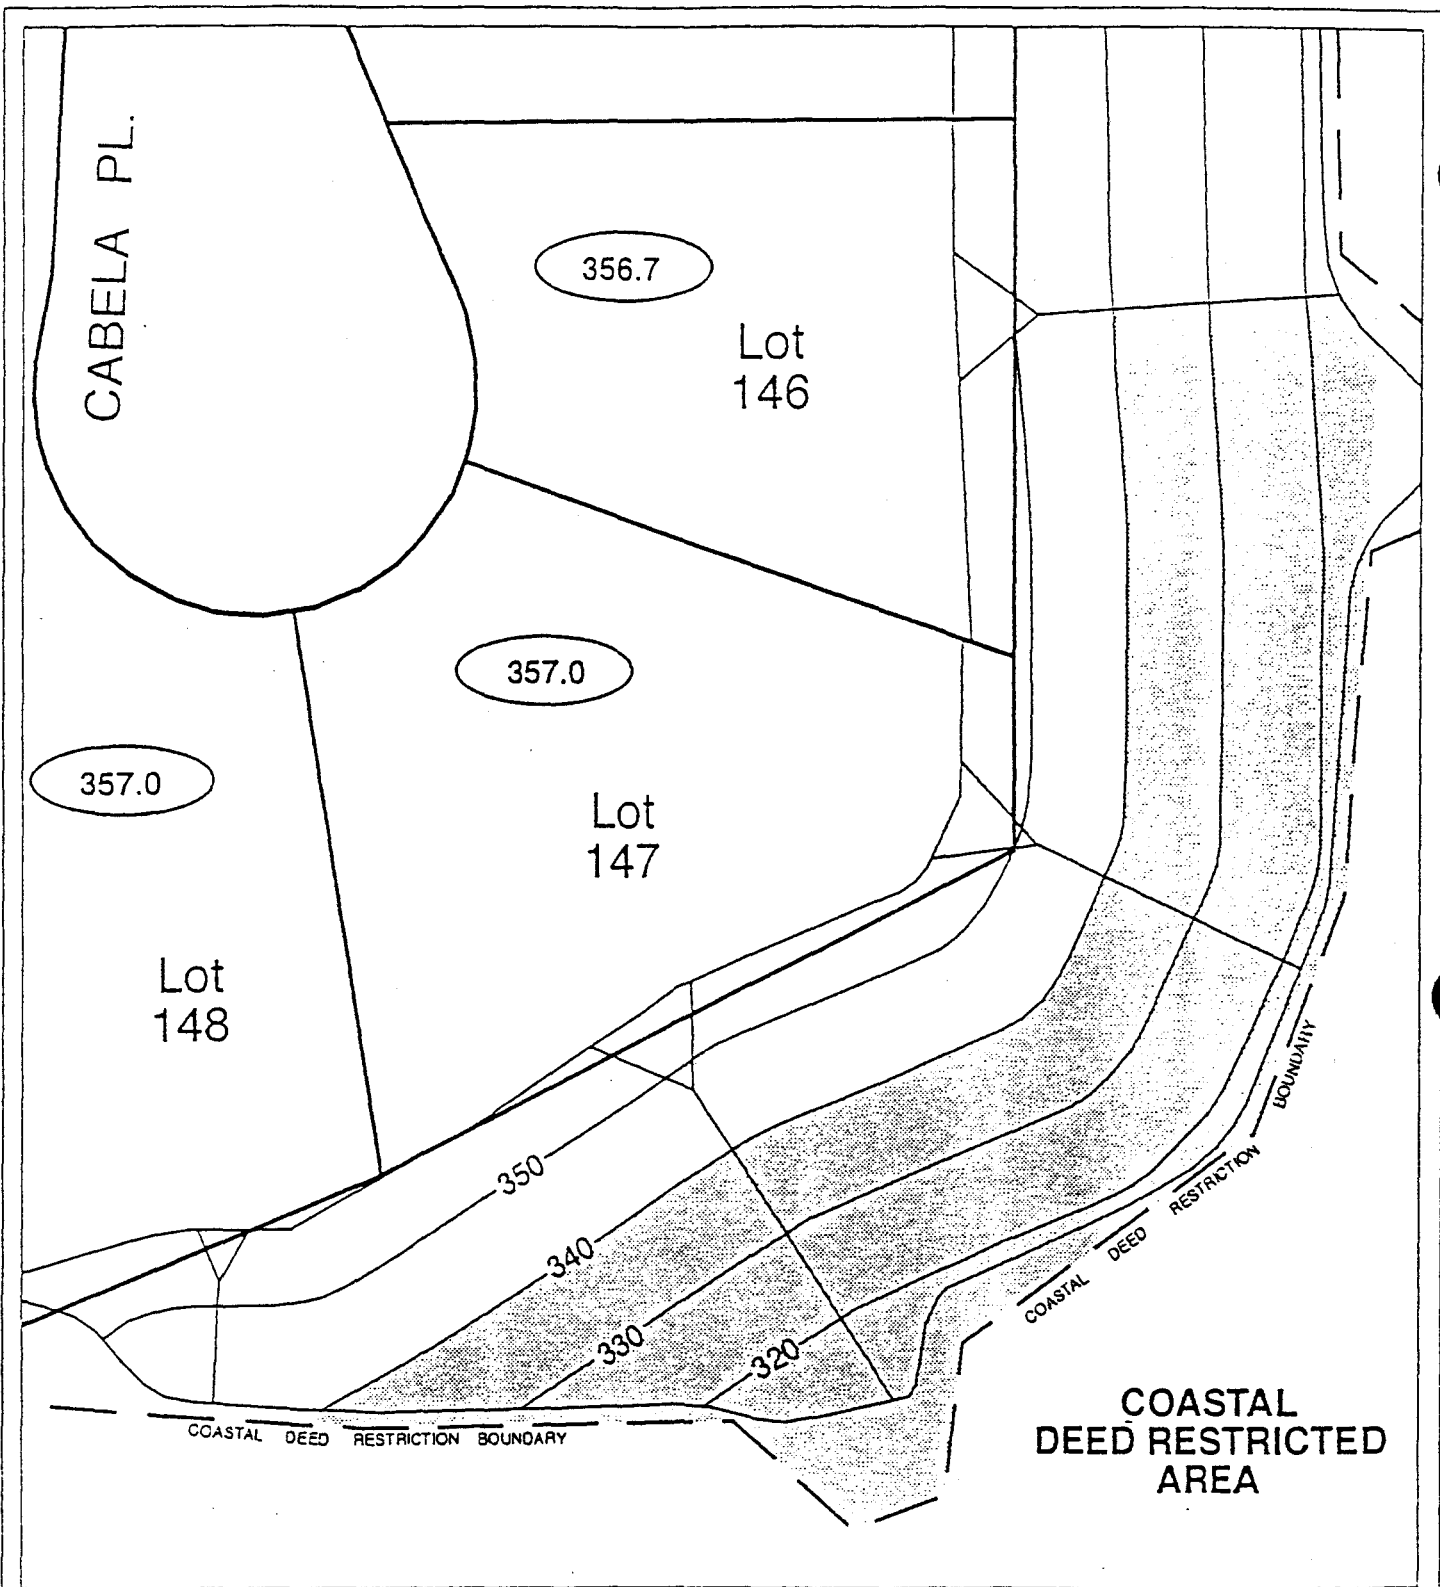 CABELA PL.
356.7
Lot
146
357.0
357.0
Lot
147
Lot
148
350
340
330
320
BOUNDARY
RESTRICTION
DEED
COASTAL
COASTAL DEED RESTRICTION BOUNDARY
COASTAL
DEED RESTRICTED
AREA